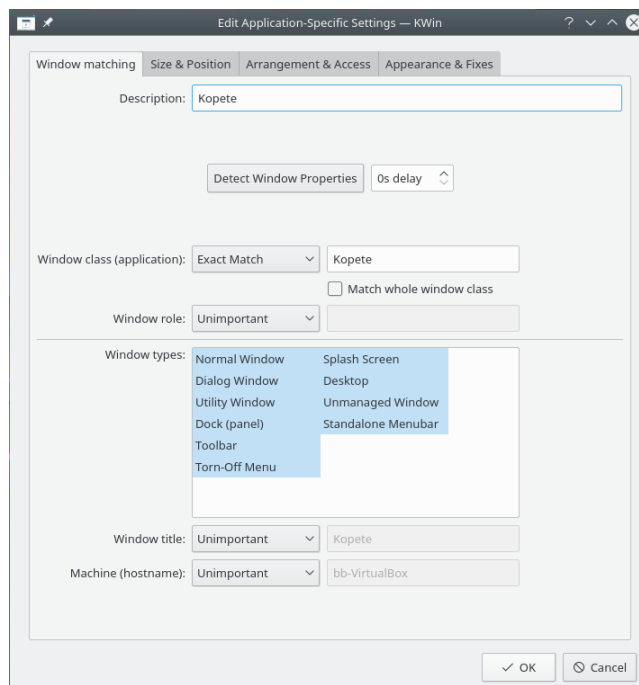 Edit Application-Specific Settings — KWin
Window matching Size & Position Arrangement & Access Appearance & Fixes
Description: Kopete
Detect Window Properties 0s delay
Window class (application): Exact Match Kopete
Match whole window class
Window role: Unimportant
Window types: Normal Window Splash Screen
Dialog Window Desktop
Utility Window Unmanaged Window
Dock (panel) Standalone Menubar
Toolbar
Torn-Off Menu
Window title: Unimportant Kopete
Machine (hostname): Unimportant bb-VirtualBox
OK Cancel